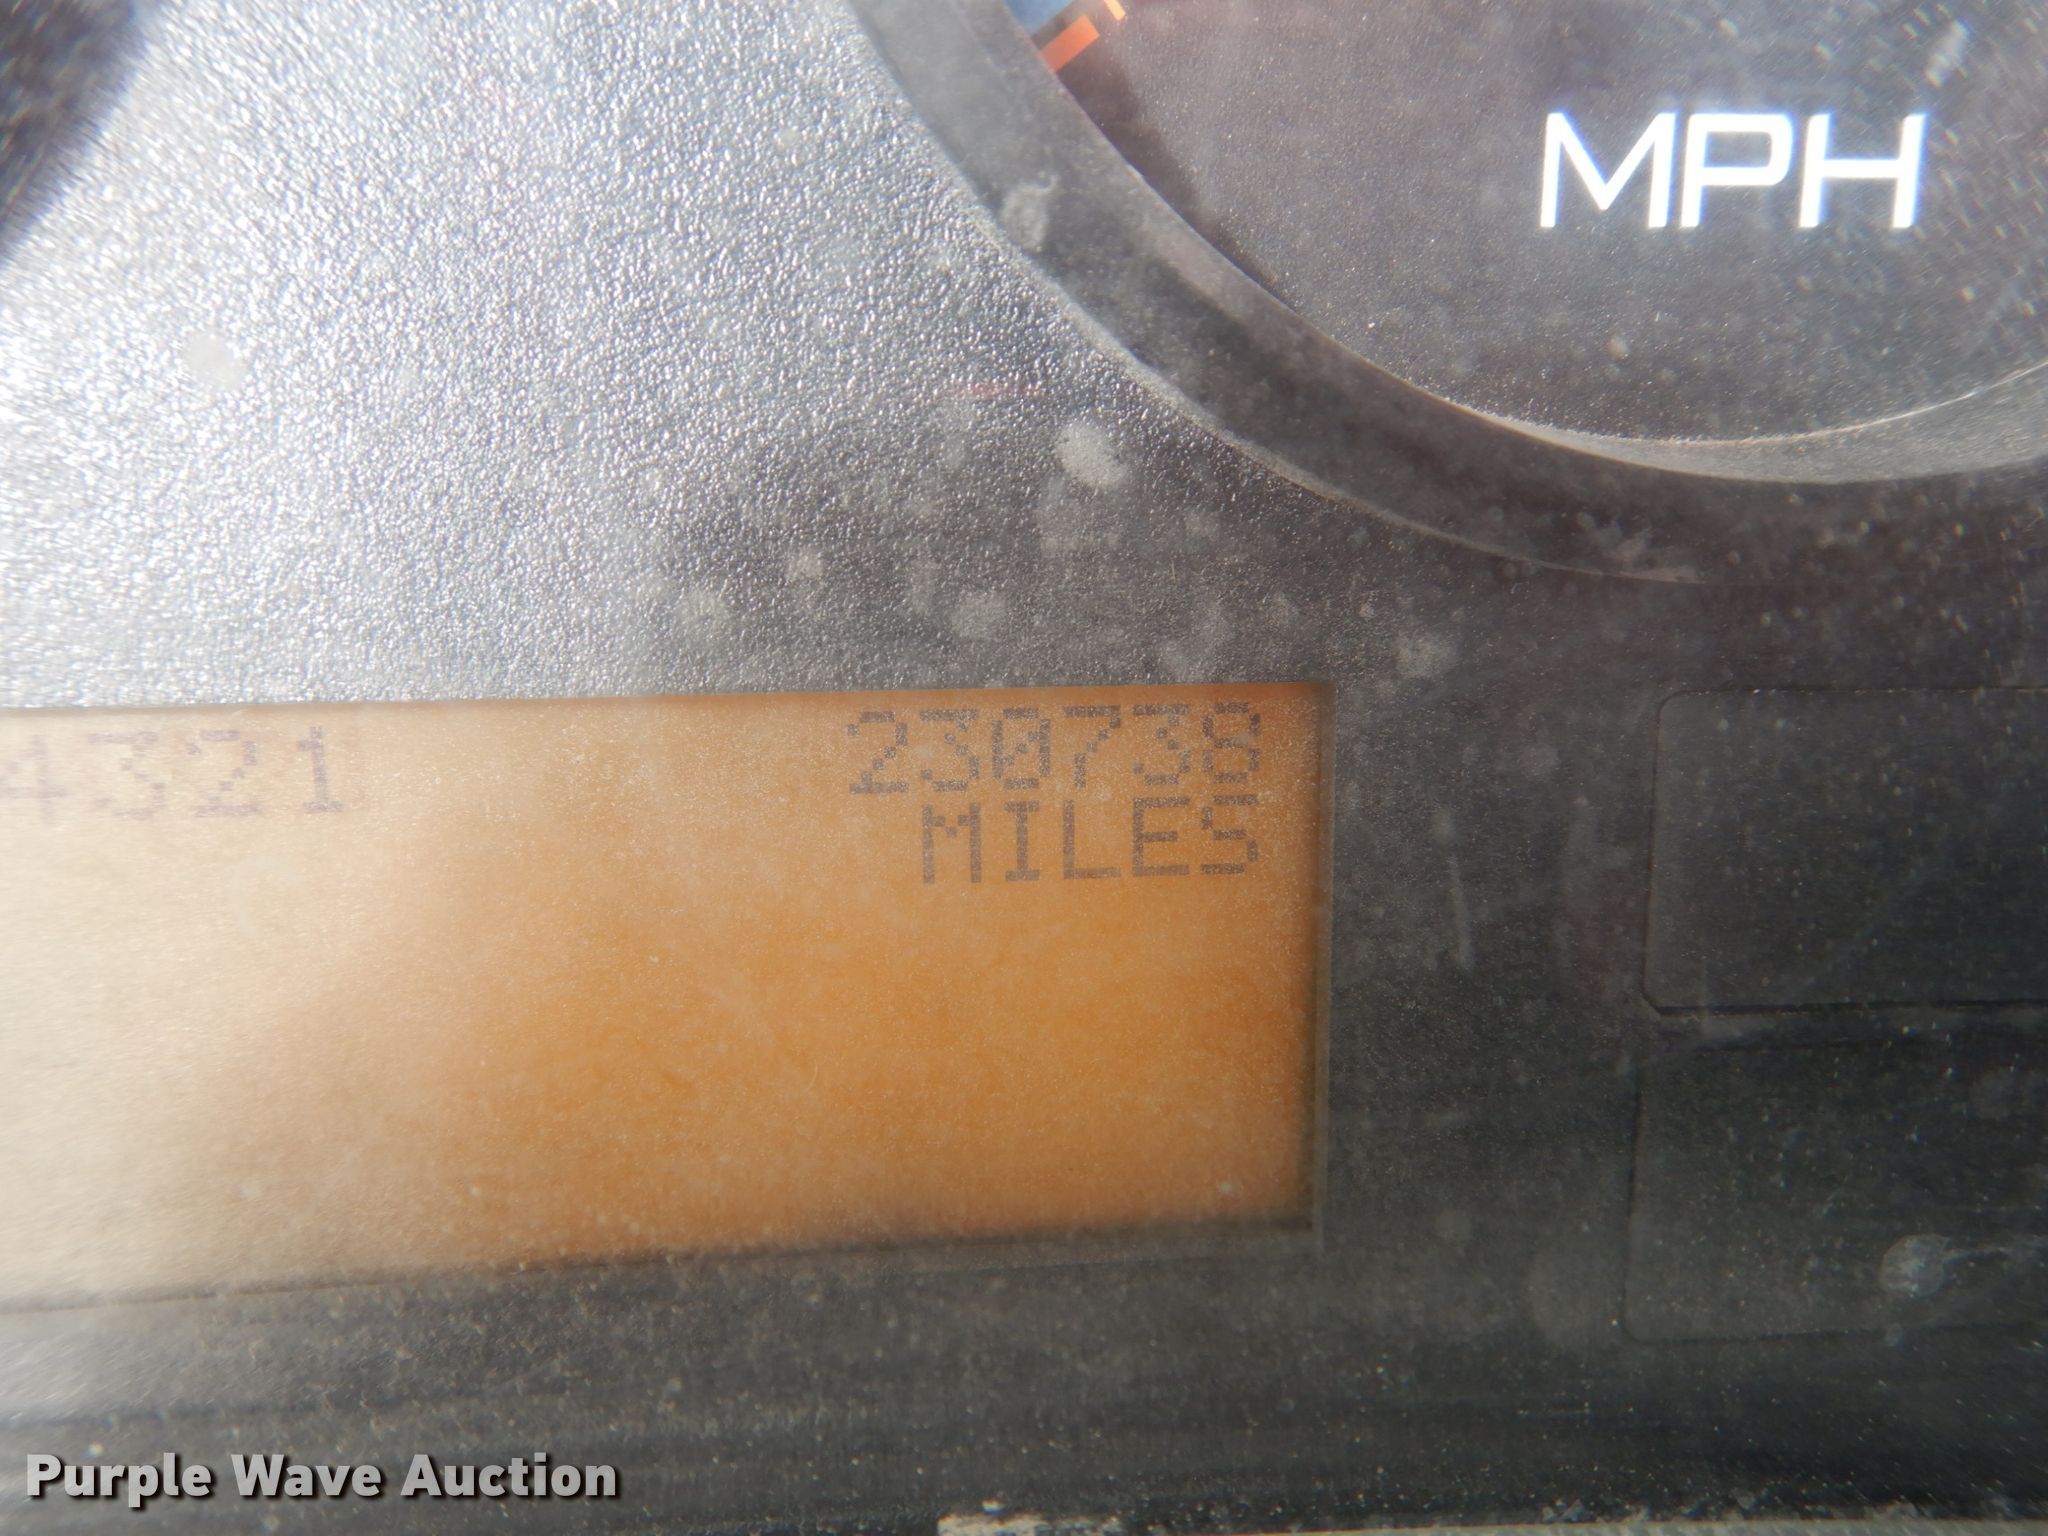 MPH
4321 230738
MILES
Purple Wave Auction